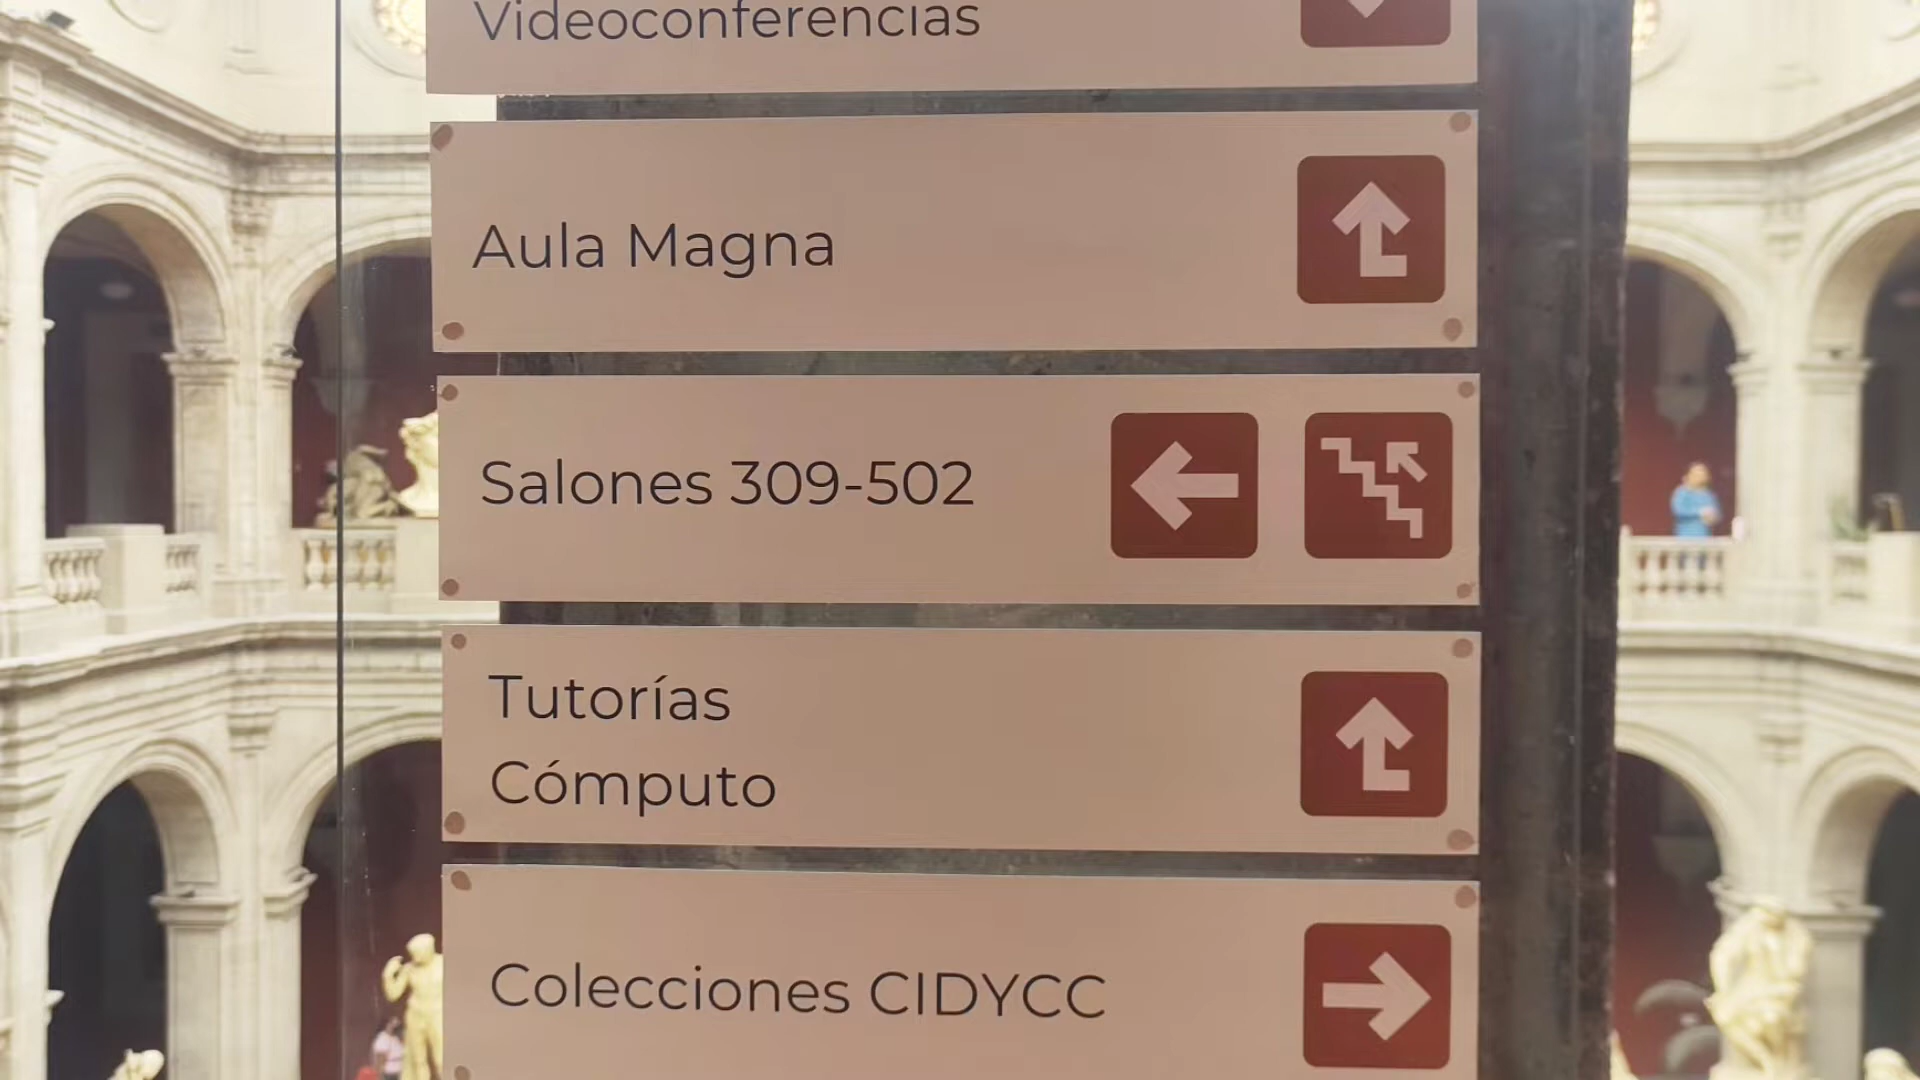 Videoconferencias
Aula Magna
Salones 309-502
Tutorías
Cómputo
Colecciones CIDYCC